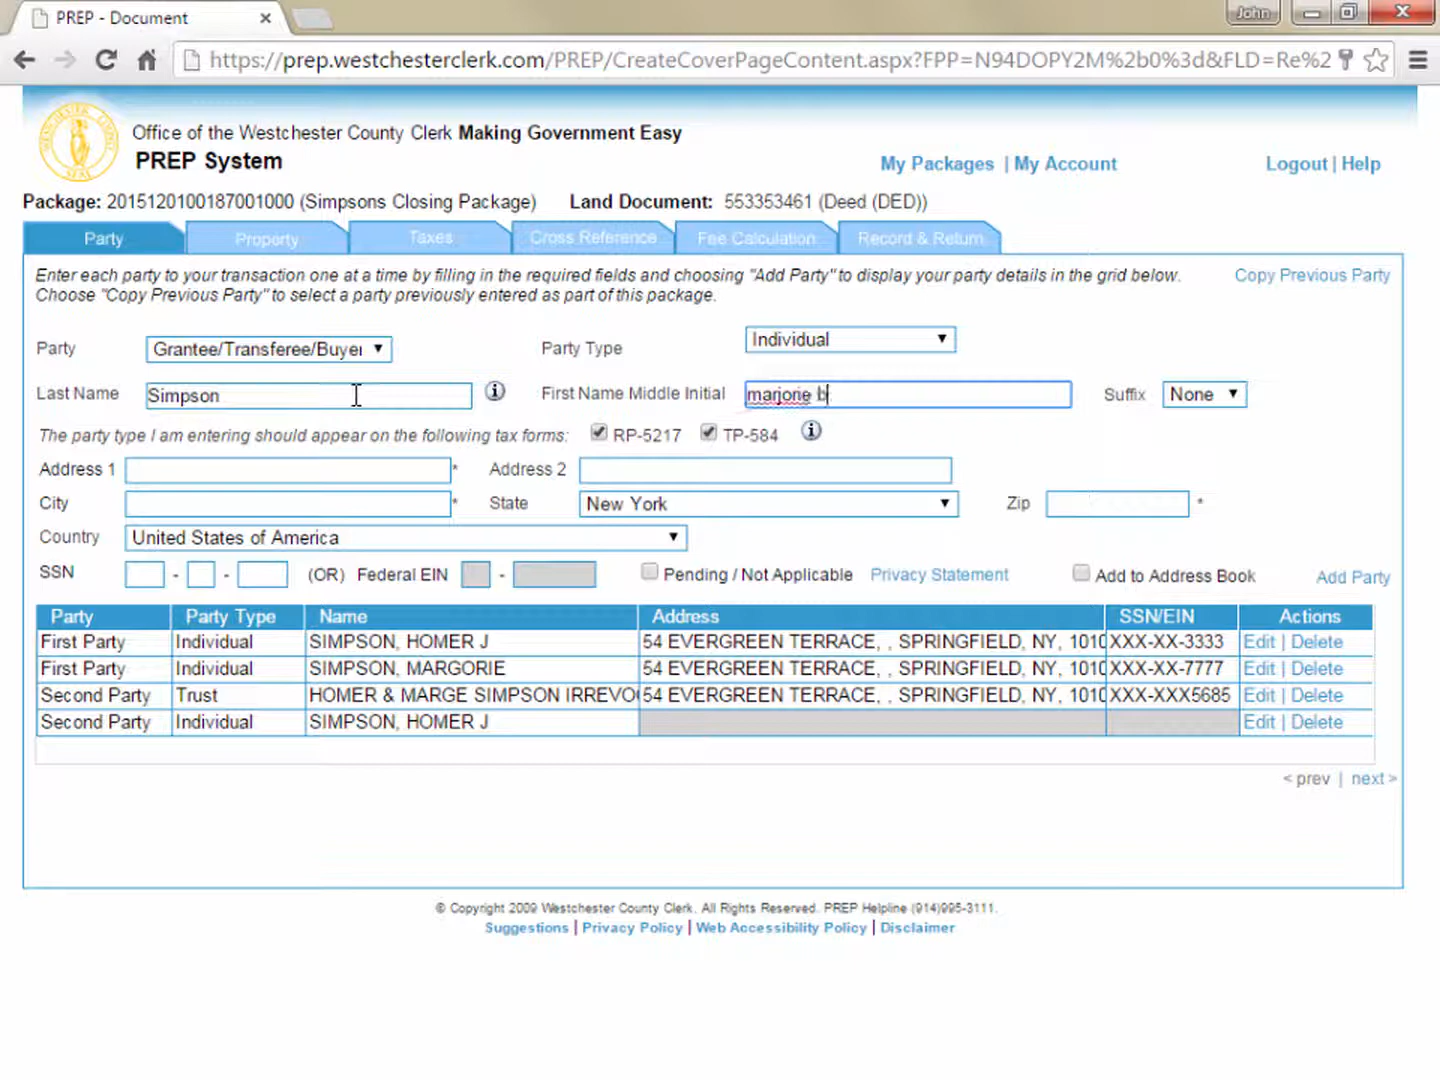 PREP - Document
John
https://prep.westchesterclerk.com/PREP/CreateCoverPageContent.aspx?FPP=N94DOPY2M%2b0%3d&FLD=Re%2
Office of the Westchester County Clerk Making Government Easy
PREP System
My Packages | My Account
Logout | Help
Package: 2015120100187001000 (Simpsons Closing Package) Land Document: 553353461 (Deed (DED))
Party Property Taxes Cross Reference Fee Calculation Record & Return
Enter each party to your transaction one at a time by filling in the required fields and choosing "Add Party" to display your party details in the grid below. Copy Previous Party
Choose "Copy Previous Party" to select a party previously entered as part of this package.
Party Grantee/Transferee/Buyer Party Type Individual
Last Name Simpson First Name Middle Initial marjorie b Suffix None
The party type I am entering should appear on the following tax forms: RP-5217 TP-584
Address 1 * Address 2
City * State New York Zip *
Country United States of America
SSN - - (OR) Federal EIN - Pending / Not Applicable Privacy Statement Add to Address Book Add Party
Party Party Type Name Address SSN/EIN Actions
First Party Individual SIMPSON, HOMER J 54 EVERGREEN TERRACE, , SPRINGFIELD, NY, 1010 XXX-XX-3333 Edit | Delete
First Party Individual SIMPSON, MARGORIE 54 EVERGREEN TERRACE, , SPRINGFIELD, NY, 1010 XXX-XX-7777 Edit | Delete
Second Party Trust HOMER & MARGE SIMPSON IRREVO 54 EVERGREEN TERRACE, , SPRINGFIELD, NY, 1010 XXX-XXX5685 Edit | Delete
Second Party Individual SIMPSON, HOMER J Edit | Delete
< prev | next >
© Copyright 2009 Westchester County Clerk. All Rights Reserved. PREP Helpline (914)995-3111.
Suggestions | Privacy Policy | Web Accessibility Policy | Disclaimer